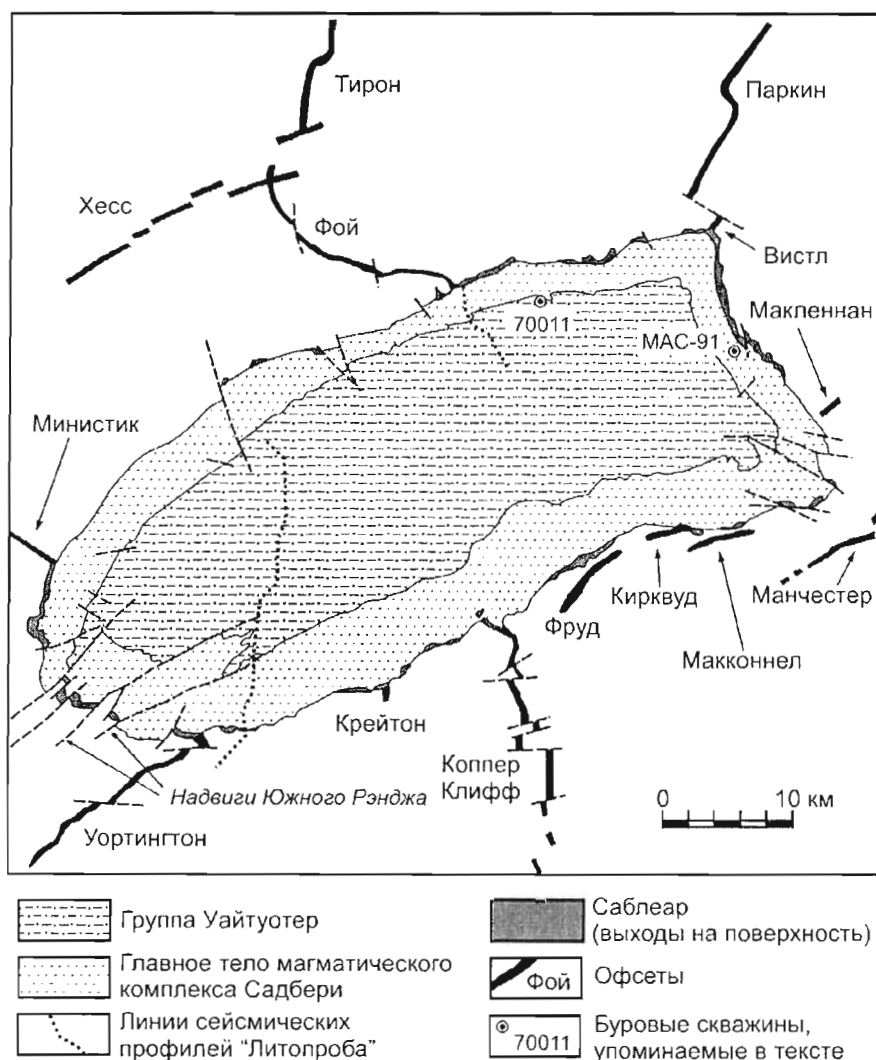 Тирон
Паркин
Хесс
Фой
Вистл
70011
Макленнан
МАС-91
Министик
Кирквуд
Манчестер
Фруд
Макконнел
Крейтон
Коппер
Клифф
0 10 км
Надвиги Южного Рэнджа
Уортингтон
Группа Уайтуотер
Главное тело магматического
комплекса Садбери
Линии сейсмических
профилей "Литопроба"
Саблеар
(выходы на поверхность)
Фой
Офсеты
70011
Буровые скважины,
упоминаемые в тексте